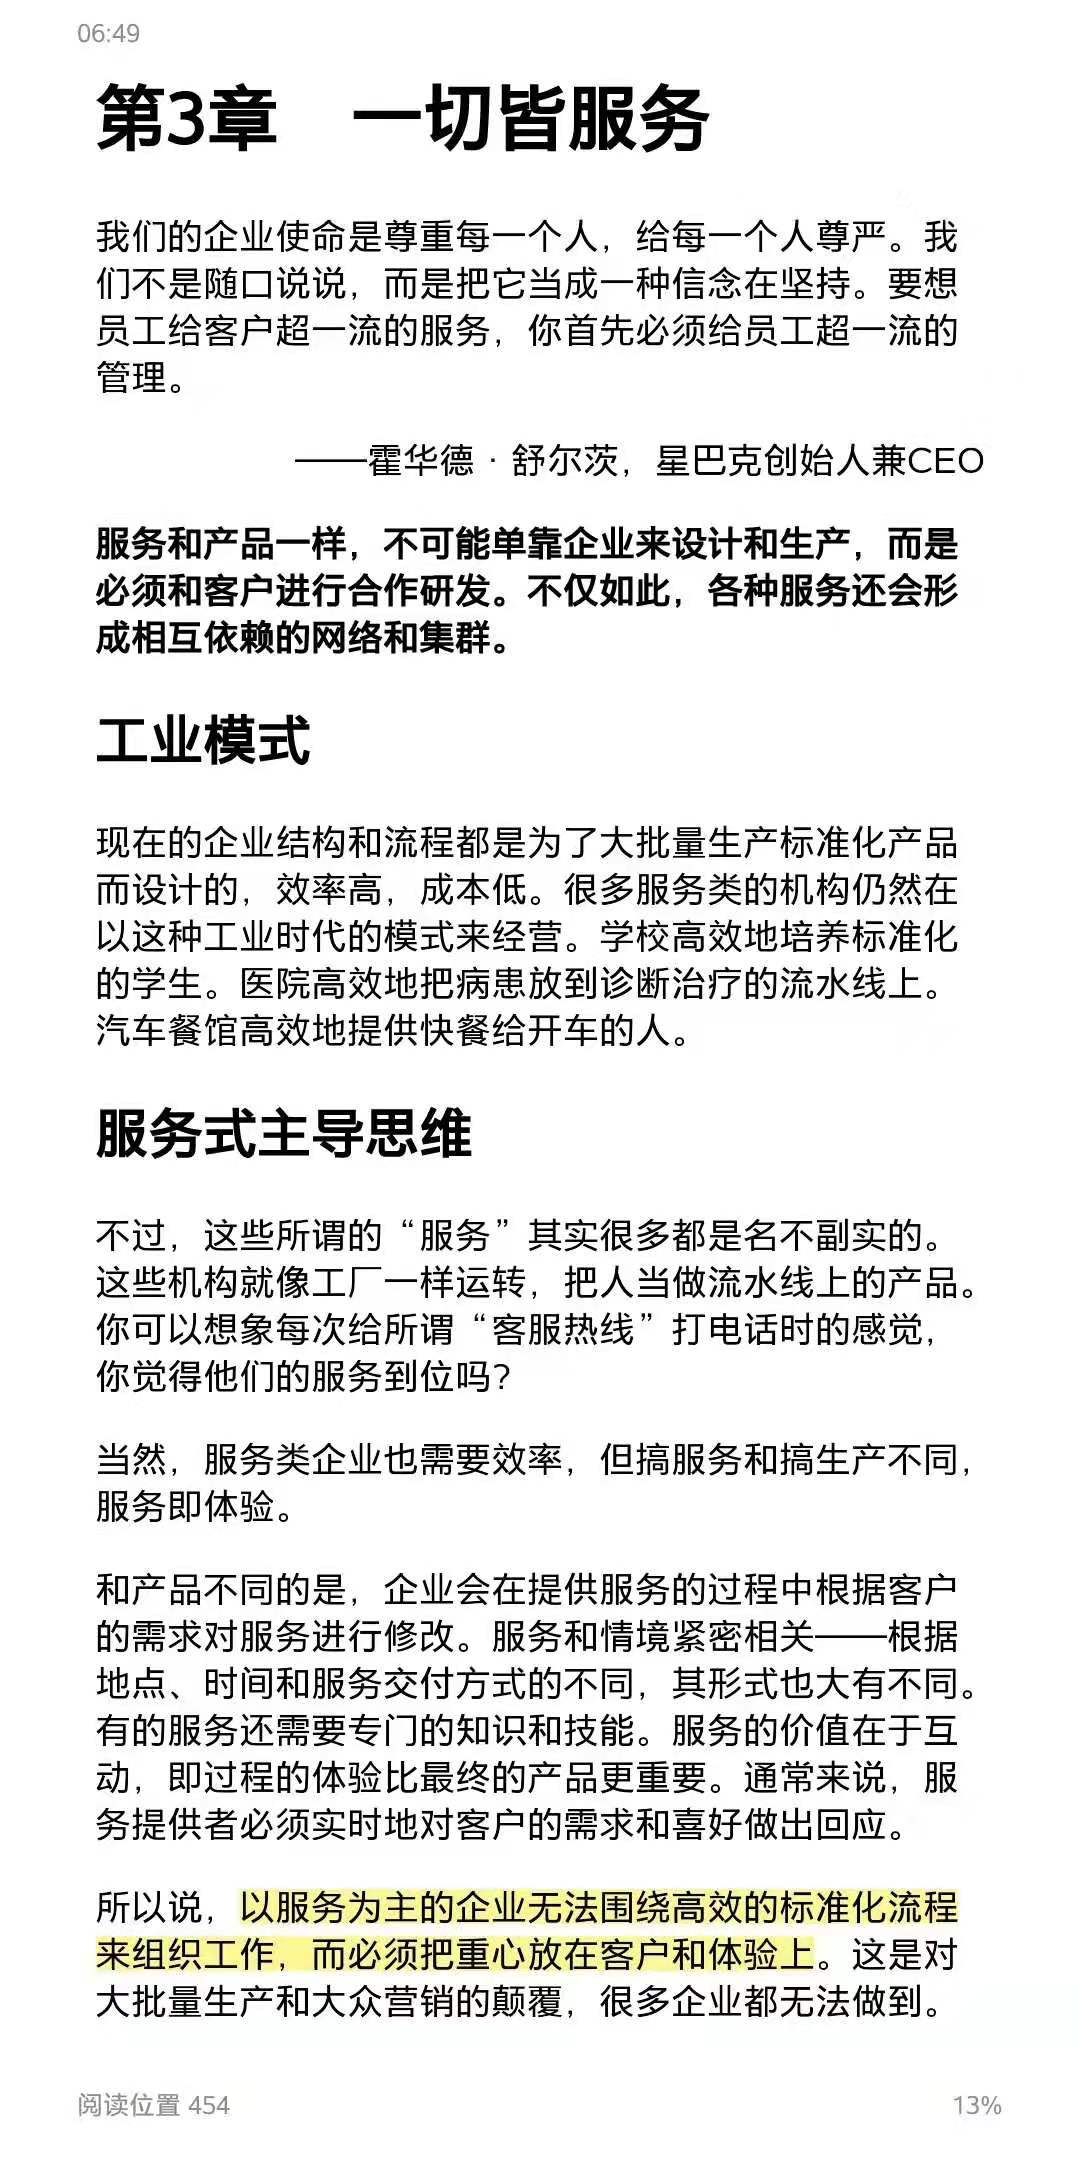 06:49
第3章　一切皆服务
我们的企业使命是尊重每一个人，给每一个人尊严。我
们不是随口说说，而是把它当成一种信念在坚持。要想
员工给客户超一流的服务，你首先必须给员工超一流的
管理。
——霍华德·舒尔茨，星巴克创始人兼CEO
服务和产品一样，不可能单靠企业来设计和生产，而是
必须和客户进行合作研发。不仅如此，各种服务还会形
成相互依赖的网络和集群。
工业模式
现在的企业结构和流程都是为了大批量生产标准化产品
而设计的，效率高，成本低。很多服务类的机构仍然在
以这种工业时代的模式来经营。学校高效地培养标准化
的学生。医院高效地把病患放到诊断治疗的流水线上。
汽车餐馆高效地提供快餐给开车的人。
服务式主导思维
不过，这些所谓的“服务”其实很多都是名不副实的。
这些机构就像工厂一样运转，把人当做流水线上的产品。
你可以想象每次给所谓“客服热线”打电话时的感觉，
你觉得他们的服务到位吗？
当然，服务类企业也需要效率，但搞服务和搞生产不同，
服务即体验。
和产品不同的是，企业会在提供服务的过程中根据客户
的需求对服务进行修改。服务和情境紧密相关——根据
地点、时间和服务交付方式的不同，其形式也大有不同。
有的服务还需要专门的知识和技能。服务的价值在于互
动，即过程的体验比最终的产品更重要。通常来说，服
务提供者必须实时地对客户的需求和喜好做出回应。
所以说，以服务为主的企业无法围绕高效的标准化流程
来组织工作，而必须把重心放在客户和体验上。这是对
大批量生产和大众营销的颠覆，很多企业都无法做到。
阅读位置 454
13%